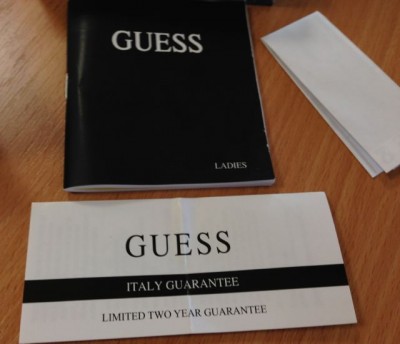 GUESS
LADIES
GUESS
ITALY GUARANTEE
LIMITED TWO YEAR GUARANTEE